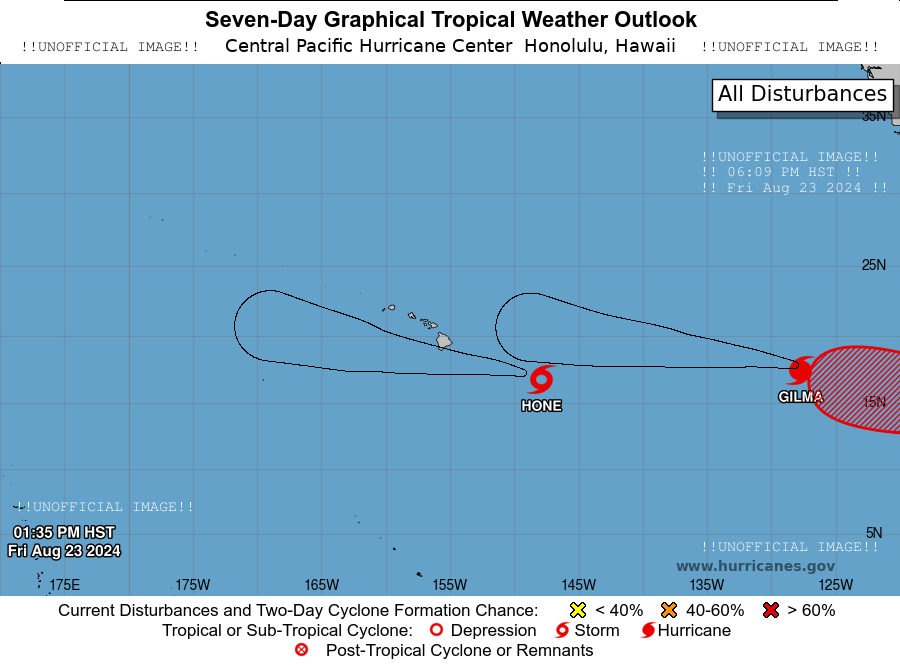 Seven-Day Graphical Tropical Weather Outlook
!!UNOFFICIAL IMAGE!! Central Pacific Hurricane Center Honolulu, Hawaii !!UNOFFICIAL IMAGE!!
All Disturbances
35N
!!UNOFFICIAL IMAGE!!
!! 06:09 PM HST !!
!! Fri Aug 23 2024 !!
25N
HONE
GILMA
15N
!!UNOFFICIAL IMAGE!!
01:35 PM HST
Fri Aug 23 2024
5N
!!UNOFFICIAL IMAGE!!
www.hurricanes.gov
175E 175W 165W 155W 145W 135W 125W
Current Disturbances and Two-Day Cyclone Formation Chance: < 40% 40-60% > 60%
Tropical or Sub-Tropical Cyclone: Depression Storm Hurricane
Post-Tropical Cyclone or Remnants